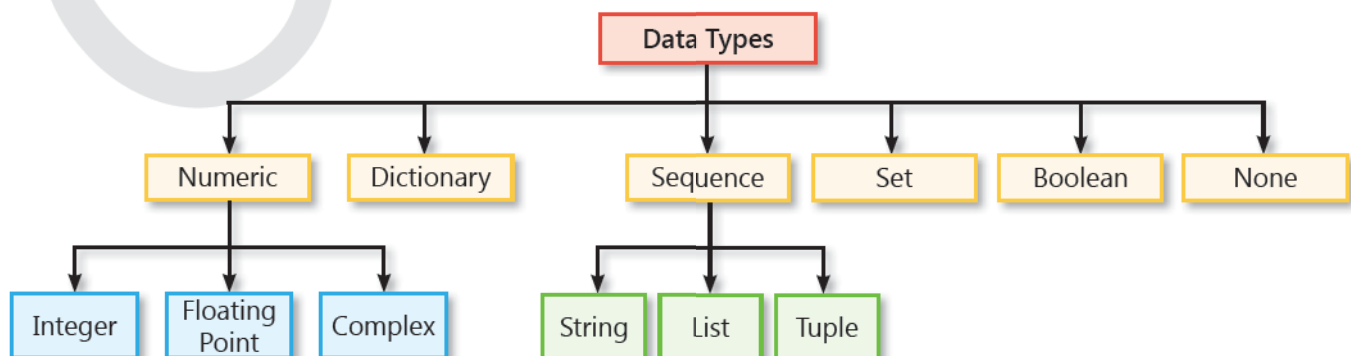 Data Types
Numeric
Dictionary
Sequence
Set
Boolean
None
Integer
Floating
Point
Complex
String
List
Tuple